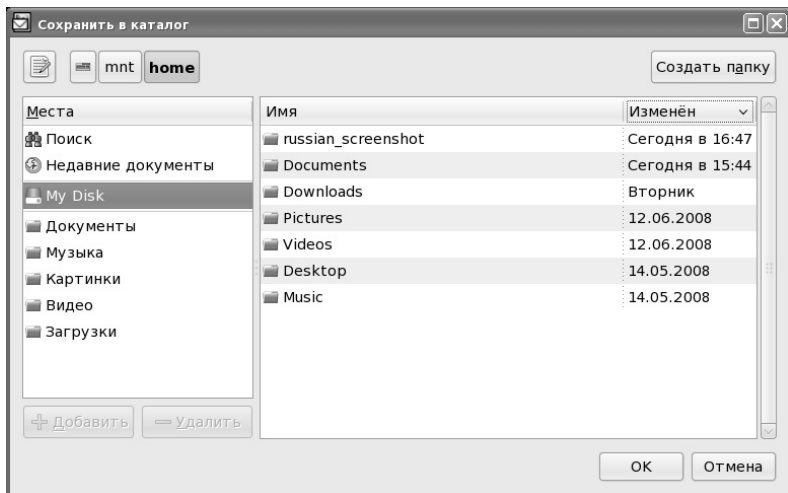 Сохранить в каталог
mnt home
Создать папку
Места
Поиск
Недавние документы
My Disk
Документы
Музыка
Картинки
Видео
Загрузки
Добавить Удалить
Имя Изменён
russian_screenshot Сегодня в 16:47
Documents Сегодня в 15:44
Downloads Вторник
Pictures 12.06.2008
Videos 12.06.2008
Desktop 14.05.2008
Music 14.05.2008
OK Отмена